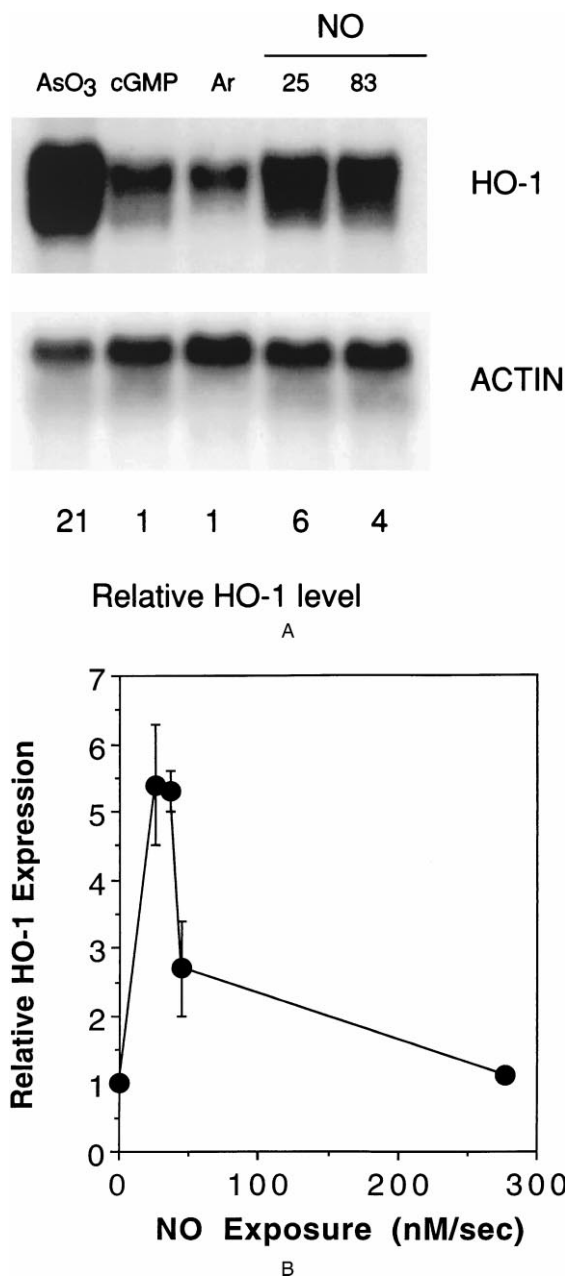 NO
AsO3 cGMP Ar 25 83
HO-1
ACTIN
21 1 1 6 4
Relative HO-1 level
A
7
6
5
4
3
2
1
0
Relative HO-1 Expression
0 100 200 300
NO Exposure (nM/sec)
B